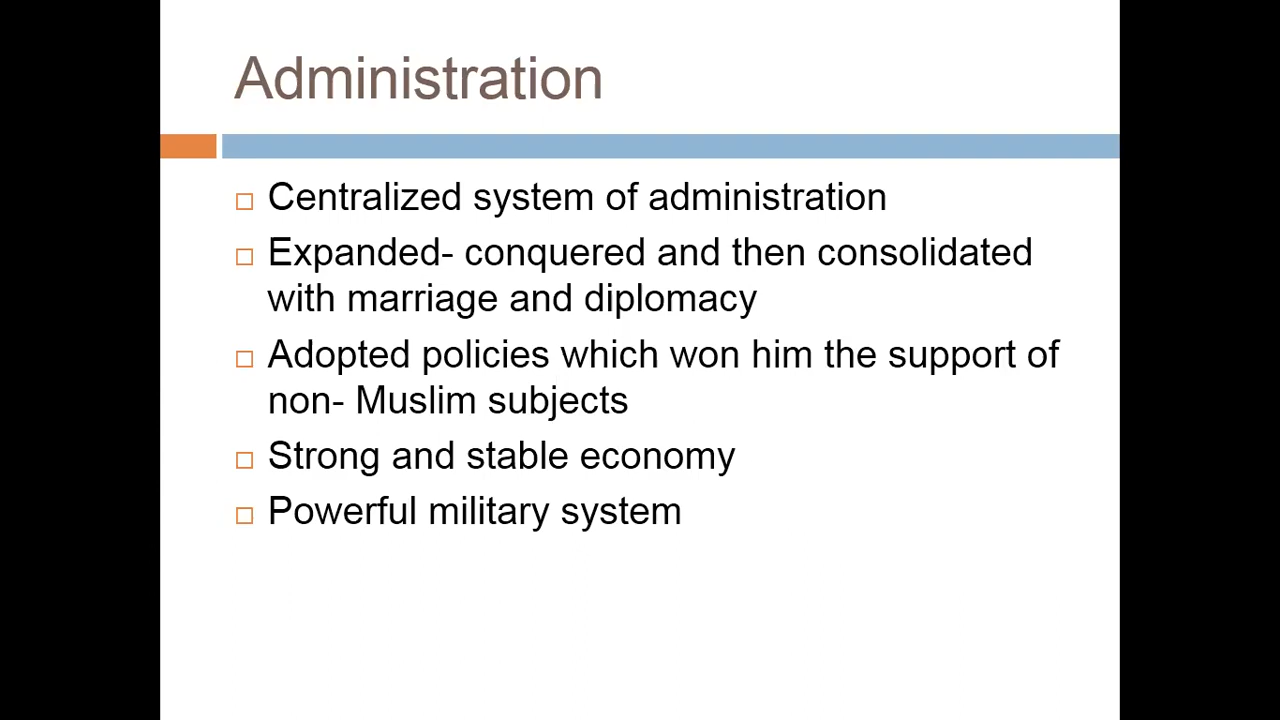 Administration
Centralized system of administration
Expanded- conquered and then consolidated
with marriage and diplomacy
Adopted policies which won him the support of
non- Muslim subjects
Strong and stable economy
Powerful military system